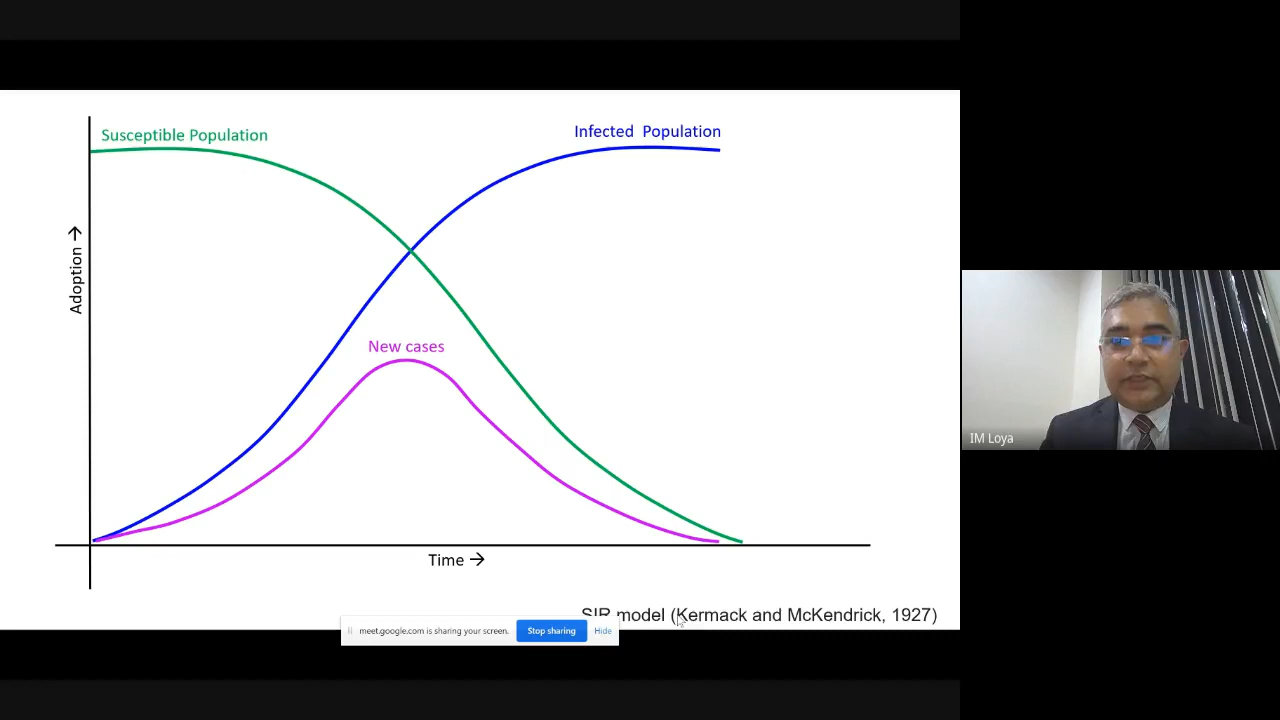 Susceptible Population
Infected Population
Adoption →
New cases
Time →
SIR model (Kermack and McKendrick, 1927)
meet.google.com is sharing your screen.
Stop sharing
Hide
IM Loya